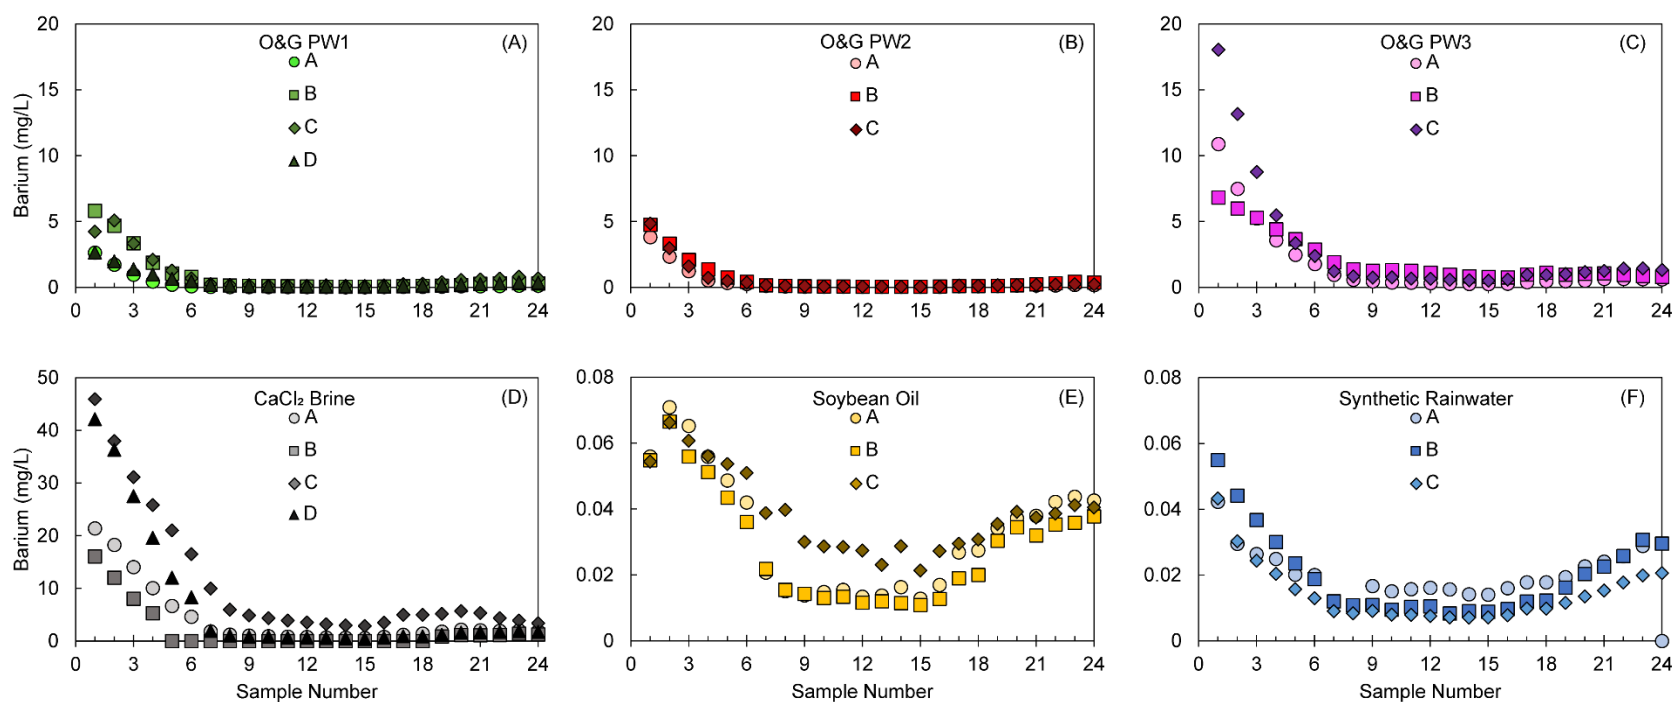 O&G PW1
(A)
A
B
C
D
20
15
10
5
0
Barium (mg/L)
0 3 6 9 12 15 18 21 24
O&G PW2
(B)
A
B
C
20
15
10
5
0
0 3 6 9 12 15 18 21 24
O&G PW3
(C)
A
B
C
20
15
10
5
0
0 3 6 9 12 15 18 21 24
CaCl₂ Brine
(D)
A
B
C
D
50
40
30
20
10
0
Barium (mg/L)
0 3 6 9 12 15 18 21 24
Sample Number
Soybean Oil
(E)
A
B
C
0.08
0.06
0.04
0.02
0
0 3 6 9 12 15 18 21 24
Sample Number
Synthetic Rainwater
(F)
A
B
C
0.08
0.06
0.04
0.02
0
0 3 6 9 12 15 18 21 24
Sample Number